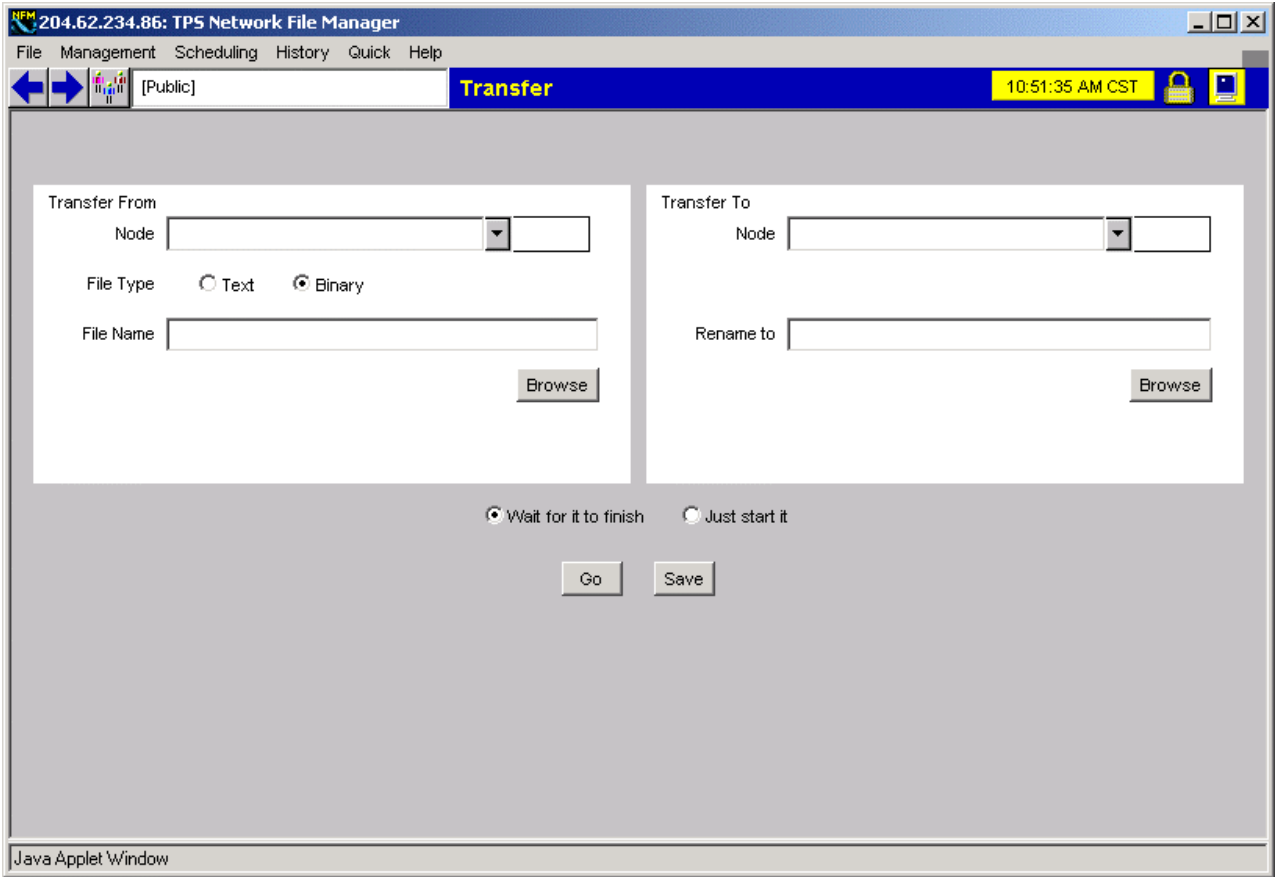 NFM 204.62.234.86: TPS Network File Manager
File Management Scheduling History Quick Help
[Public] Transfer 10:51:35 AM CST
Transfer From
Node
File Type Text Binary
File Name
Browse
Transfer To
Node
Rename to
Browse
Wait for it to finish Just start it
Go Save
Java Applet Window